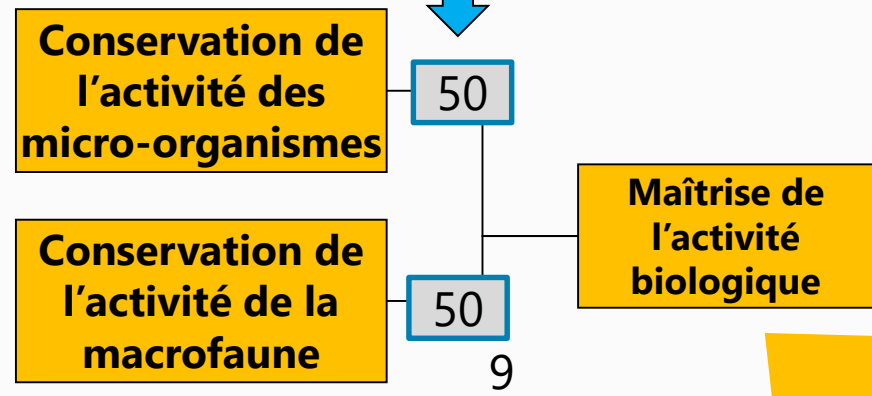 Conservation de
l’activité des
micro-organismes
50
Conservation de
l’activité de la
macrofaune
50
9
Maîtrise de
l’activité
biologique